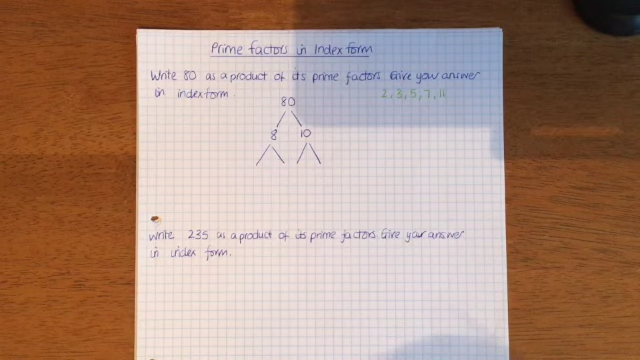 Prime factors in Index form
Write 80 as a product of its prime factors. Give your answer
in index form.
2, 3, 5, 7, 11
80
8 10
Write 235 as a product of its prime factors. Give your answer
in index form.